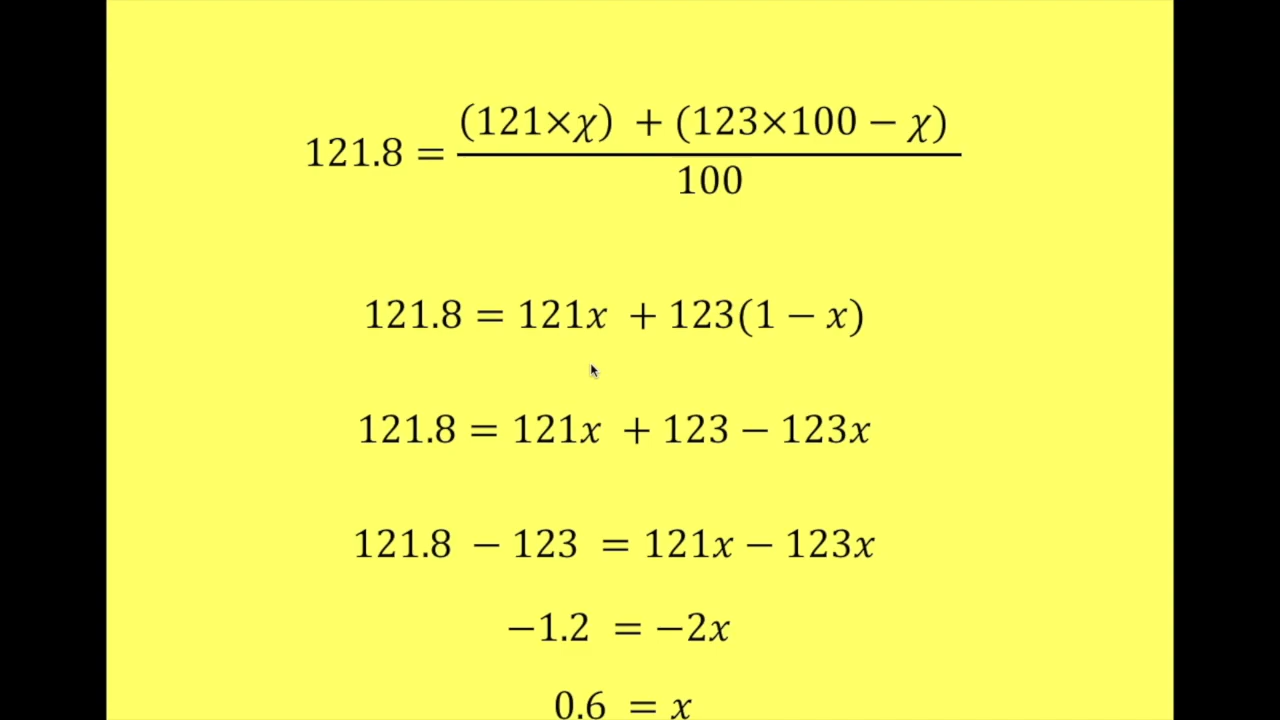 121.8 = (121×χ) + (123×100 − χ) / 100
121.8 = 121x + 123(1 − x)
121.8 = 121x + 123 − 123x
121.8 − 123 = 121x − 123x
−1.2 = −2x
0.6 = x